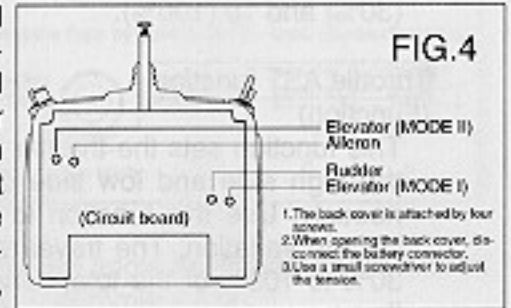 FIG.4
Elevator (MODE II)
Aileron
Rudder
Elevator (MODE I)
(Circuit board)
1.The back cover is attached by four
screws.
2.When opening the back cover, dis-
connect the battery connector.
3.Use a small screwdriver to adjust
the tension.